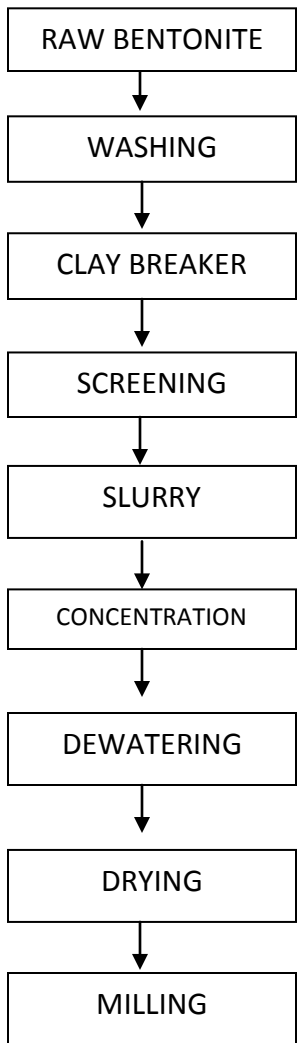 RAW BENTONITE
WASHING
CLAY BREAKER
SCREENING
SLURRY
CONCENTRATION
DEWATERING
DRYING
MILLING